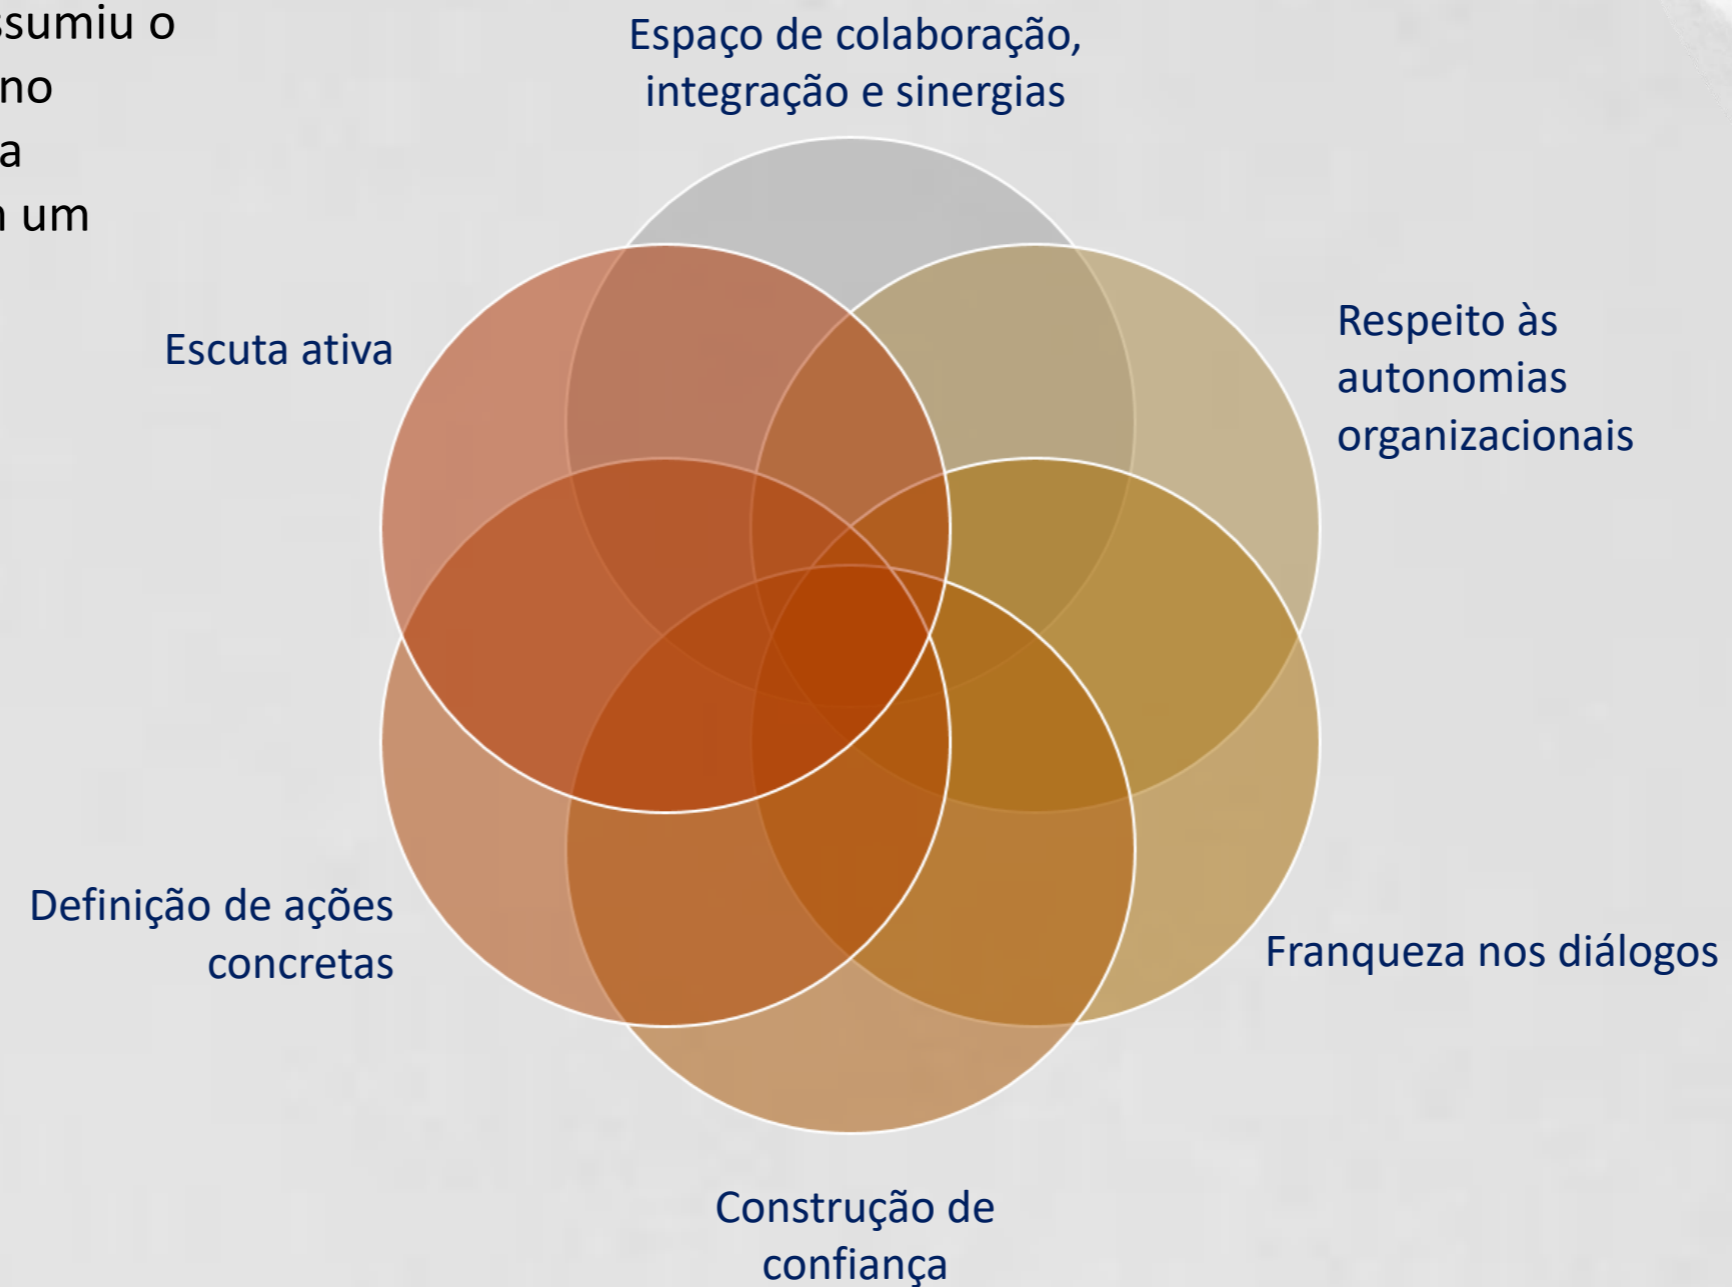 o
no
a
um
Espaço de colaboração,
integração e sinergias
Respeito às
autonomias
organizacionais
Escuta ativa
Definição de ações
concretas
Franqueza nos diálogos
Construção de
confiança